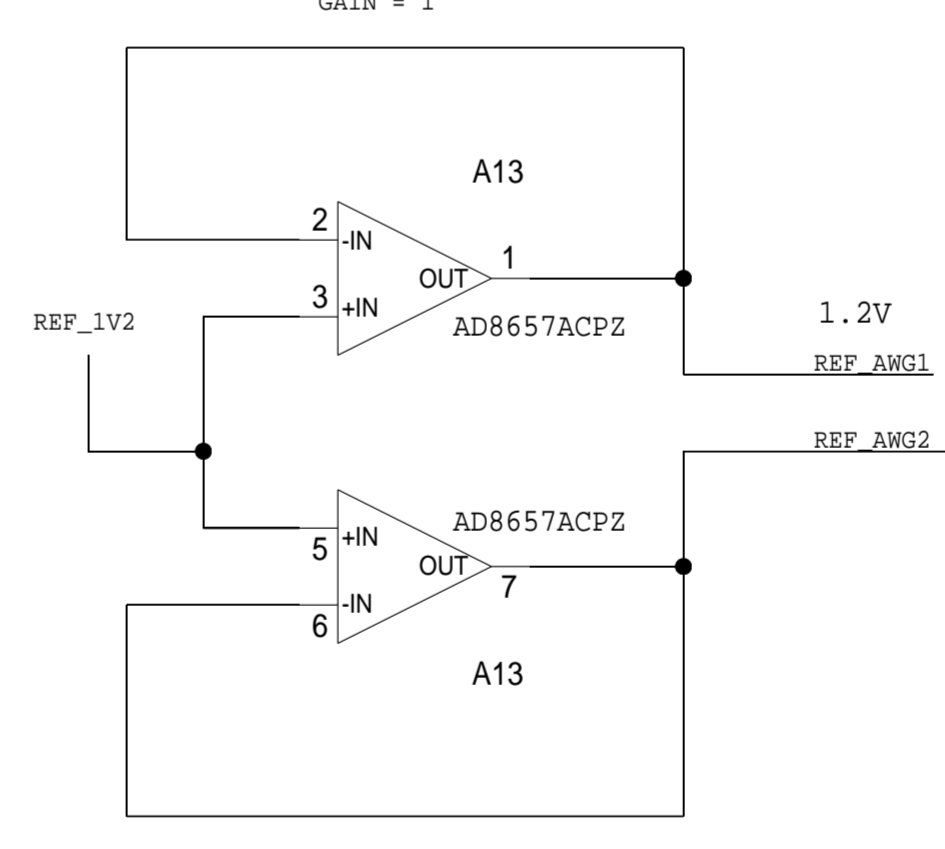 GAIN = 1
A13
2
-IN
OUT
1
3
+IN
REF_1V2
AD8657ACPZ
1.2V
REF_AWG1
REF_AWG2
AD8657ACPZ
+IN
5
OUT
7
-IN
6
A13